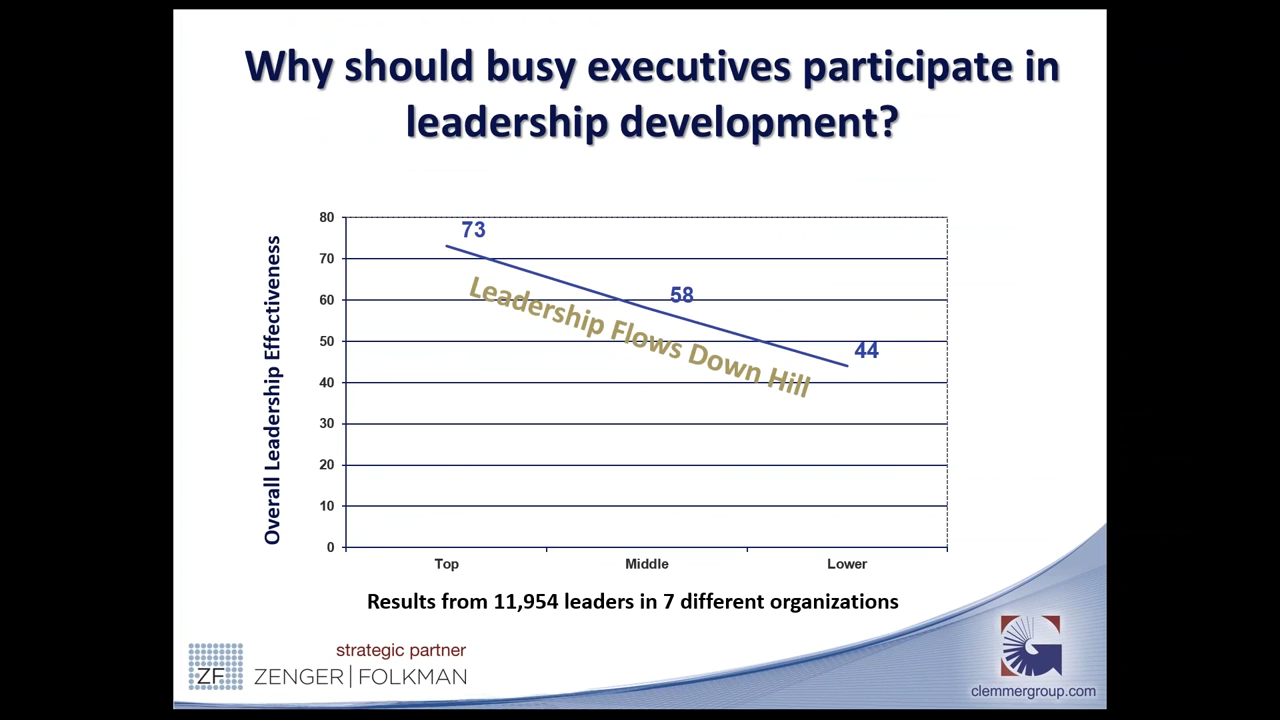 Why should busy executives participate in
leadership development?
Overall Leadership Effectiveness
80
70
60
50
40
30
20
10
0
73
58
44
Leadership Flows Down Hill
Top
Middle
Lower
Results from 11,954 leaders in 7 different organizations
strategic partner
ZF
ZENGER|FOLKMAN
clemmergroup.com